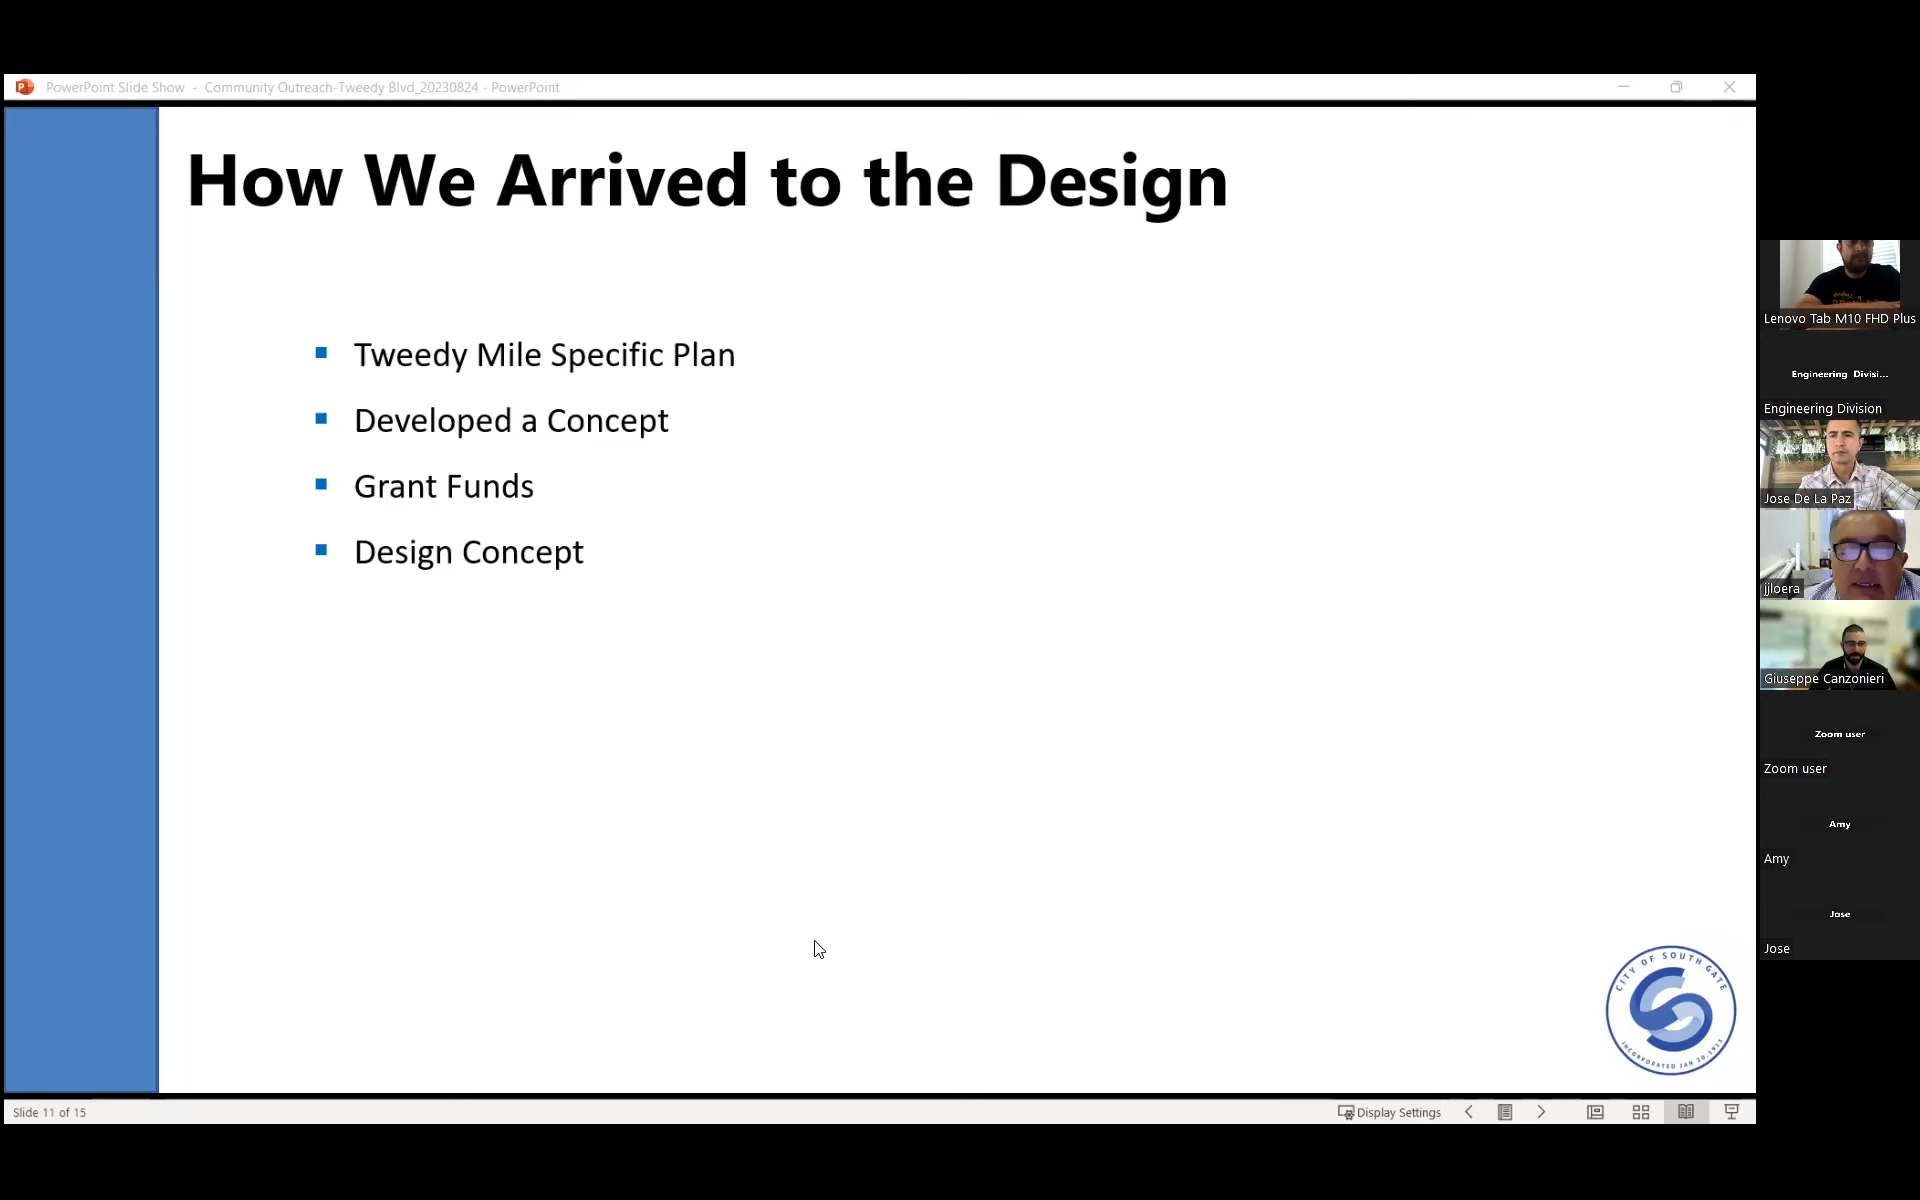 PowerPoint Slide Show - Community Outreach-Tweedy Blvd_20230824 - PowerPoint
How We Arrived to the Design
Tweedy Mile Specific Plan
Developed a Concept
Grant Funds
Design Concept
CITY OF SOUTH GATE
INCORPORATED JAN 20, 1923
Slide 11 of 15
Display Settings
Lenovo Tab M10 FHD Plus
Engineering Divisi...
Engineering Division
Jose De La Paz
jjloera
Giuseppe Canzonieri
Zoom user
Zoom user
Amy
Amy
Jose
Jose